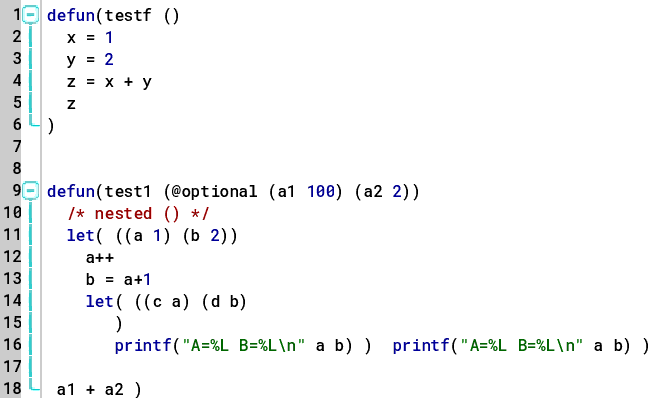 1 defun(testf ()
2   x = 1
3   y = 2
4   z = x + y
5   z
6 )
7
8
9 defun(test1 (@optional (a1 100) (a2 2))
10   /* nested () */
11   let( ((a 1) (b 2))
12     a++
13     b = a+1
14     let( ((c a) (d b)
15        )
16        printf("A=%L B=%L\n" a b) )  printf("A=%L B=%L\n" a b) )
17
18  a1 + a2 )